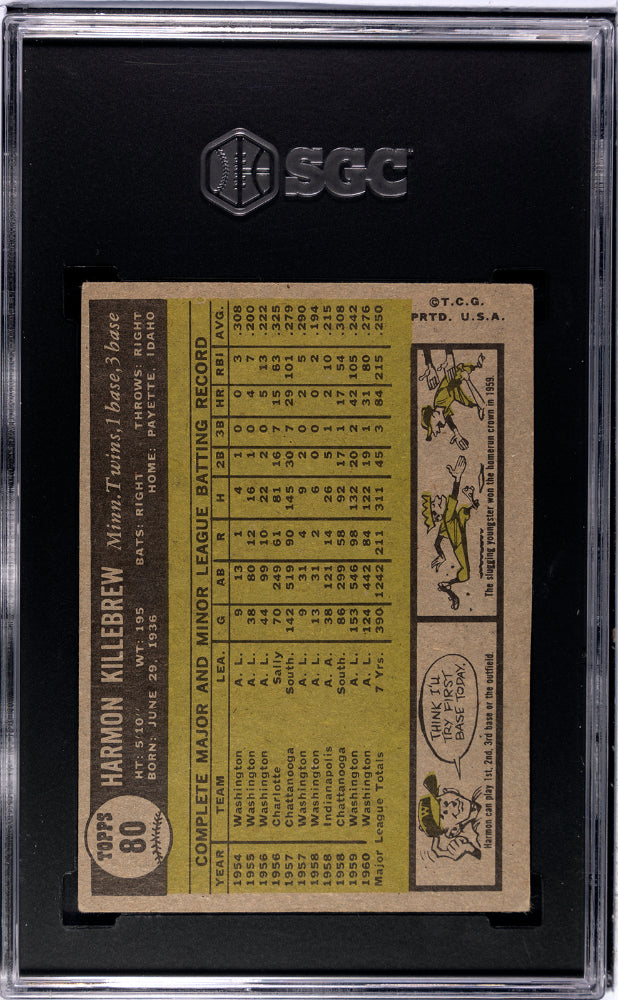 SGC
TOPPS
80
HARMON KILLEBREW Minn. Twins, 1 base, 3 base
HT: 5/10" WT: 195 BATS: RIGHT THROWS: RIGHT
BORN: JUNE 29, 1936 HOME: PAYETTE, IDAHO
COMPLETE MAJOR AND MINOR LEAGUE BATTING RECORD
YEAR TEAM LEA. G AB R H 2B 3B HR RBI AVG.
1954 Washington A. L. 9 13 1 4 1 0 0 3 .308
1955 Washington A. L. 38 80 12 16 1 0 4 7 .200
1956 Washington A. L. 44 99 10 22 2 0 5 13 .222
1956 Charlotte Sally 70 249 61 81 16 7 15 63 .325
1957 Chattanooga South. 142 519 90 145 30 7 29 101 .279
1957 Washington A. L. 9 31 4 9 2 0 2 5 .290
1958 Washington A. L. 13 31 2 6 0 0 0 2 .194
1958 Indianapolis A. A. 38 121 14 26 5 1 2 10 .215
1958 Chattanooga South. 86 299 58 92 17 1 17 54 .308
1959 Washington A. L. 153 546 98 132 20 2 42 105 .242
1960 Washington A. L. 124 442 84 122 19 1 31 80 .276
Major League Totals 7 Yrs. 390 1242 211 311 45 3 84 215 .250
THINK I'LL
TRY FIRST
BASE TODAY.
Harmon can play 1st, 2nd, 3rd base or the outfield.
The slugging youngster won the homerun crown in 1959.
©T.C.G.
PRTD. U.S.A.